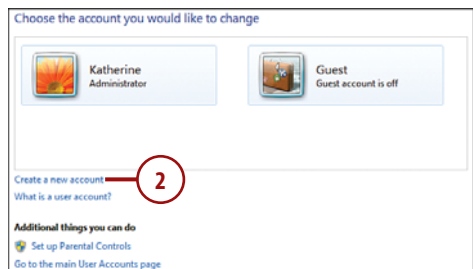 Choose the account you would like to change
Katherine
Administrator
Guest
Guest account is off
Create a new account
2
What is a user account?
Additional things you can do
Set up Parental Controls
Go to the main User Accounts page